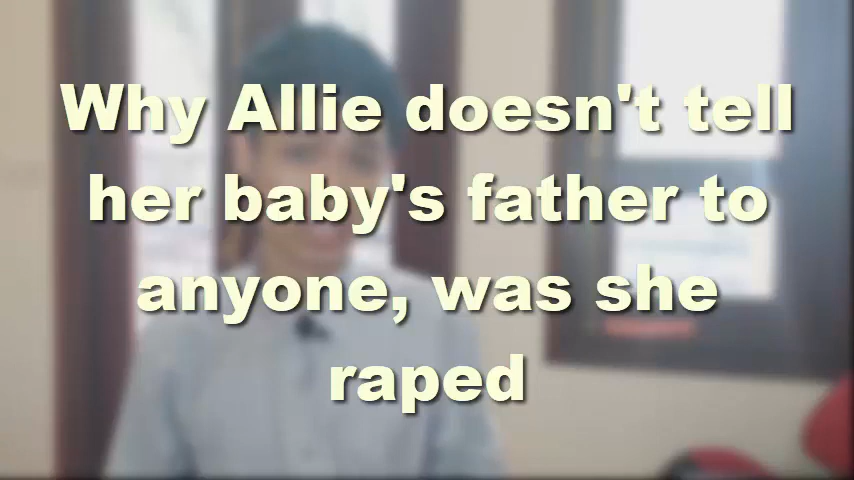 Why Allie doesn't tell
her baby's father to
anyone, was she
raped